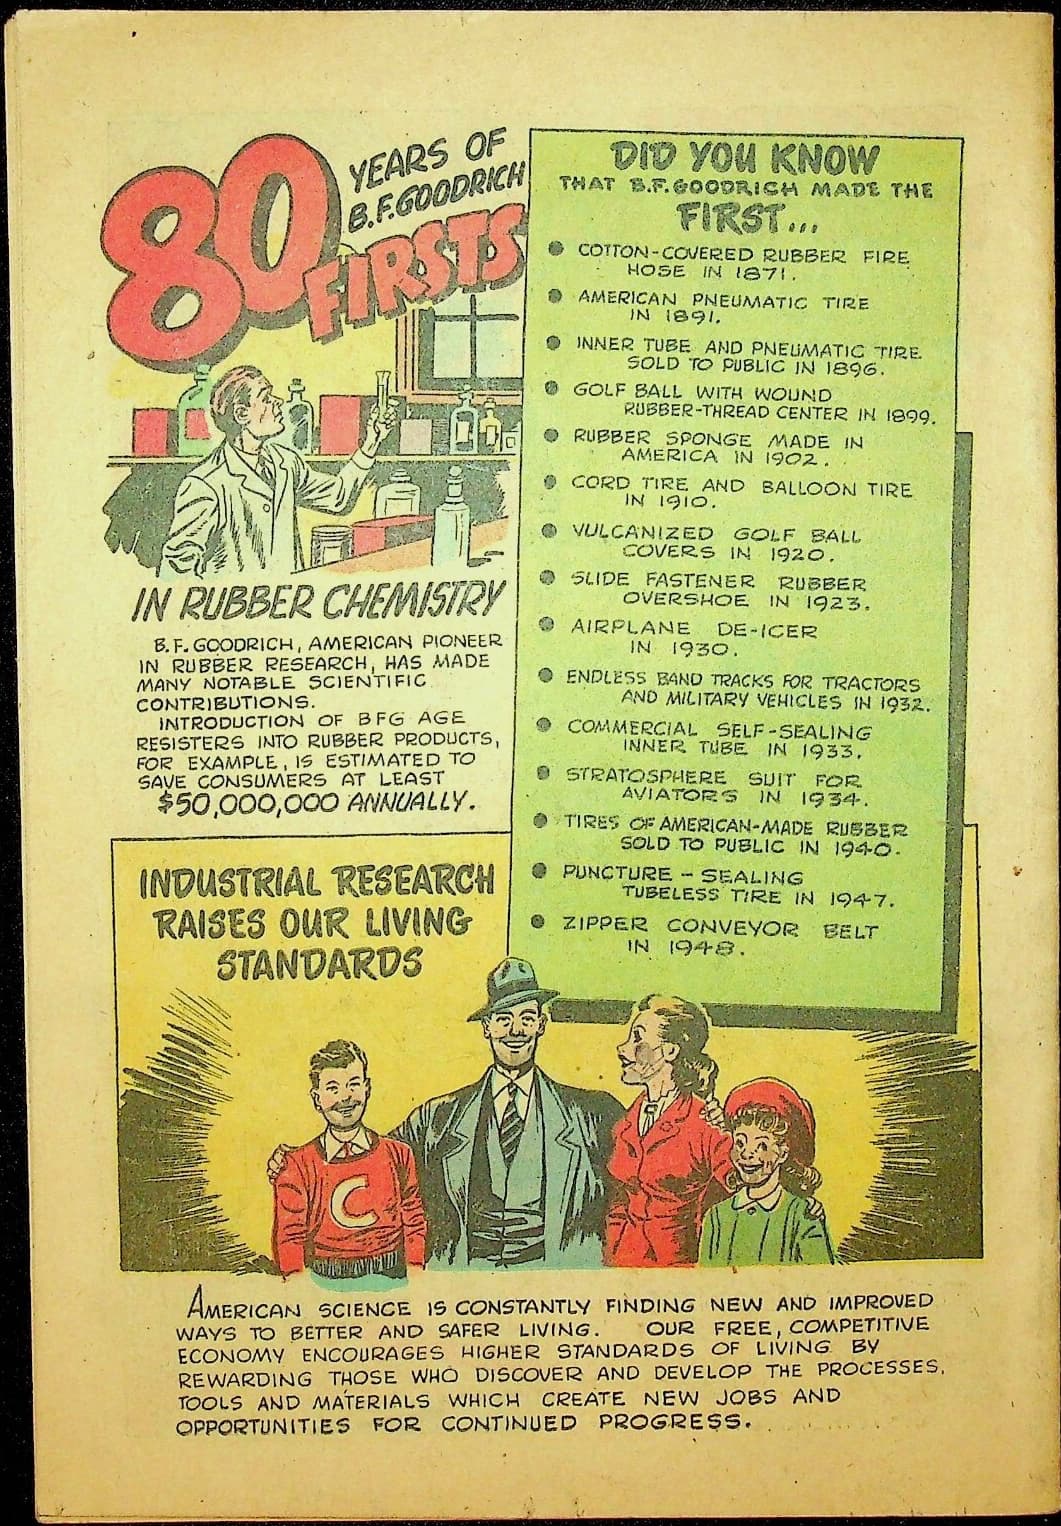 80
YEARS OF
B.F.GOODRICH
FIRSTS
IN RUBBER CHEMISTRY
B.F. GOODRICH, AMERICAN PIONEER
IN RUBBER RESEARCH, HAS MADE
MANY NOTABLE SCIENTIFIC
CONTRIBUTIONS.
INTRODUCTION OF BFG AGE
RESISTERS INTO RUBBER PRODUCTS,
FOR EXAMPLE, IS ESTIMATED TO
SAVE CONSUMERS AT LEAST
$50,000,000 ANNUALLY.
DID YOU KNOW
THAT B.F.GOODRICH MADE THE
FIRST...
● COTTON-COVERED RUBBER FIRE
HOSE IN 1871.
● AMERICAN PNEUMATIC TIRE
IN 1891.
● INNER TUBE AND PNEUMATIC TIRE
SOLD TO PUBLIC IN 1896.
● GOLF BALL WITH WOUND
RUBBER-THREAD CENTER IN 1899.
● RUBBER SPONGE MADE IN
AMERICA IN 1902.
● CORD TIRE AND BALLOON TIRE
IN 1910.
● VULCANIZED GOLF BALL
COVERS IN 1920.
● SLIDE FASTENER RUBBER
OVERSHOE IN 1923.
● AIRPLANE DE-ICER
IN 1930.
● ENDLESS BAND TRACKS FOR TRACTORS
AND MILITARY VEHICLES IN 1932.
● COMMERCIAL SELF-SEALING
INNER TUBE IN 1933.
● STRATOSPHERE SUIT FOR
AVIATORS IN 1934.
● TIRES OF AMERICAN-MADE RUBBER
SOLD TO PUBLIC IN 1940.
● PUNCTURE - SEALING
TUBELESS TIRE IN 1947.
● ZIPPER CONVEYOR BELT
IN 1948.
INDUSTRIAL RESEARCH
RAISES OUR LIVING
STANDARDS
C
AMERICAN SCIENCE IS CONSTANTLY FINDING NEW AND IMPROVED
WAYS TO BETTER AND SAFER LIVING. OUR FREE, COMPETITIVE
ECONOMY ENCOURAGES HIGHER STANDARDS OF LIVING BY
REWARDING THOSE WHO DISCOVER AND DEVELOP THE PROCESSES,
TOOLS AND MATERIALS WHICH CREATE NEW JOBS AND
OPPORTUNITIES FOR CONTINUED PROGRESS.